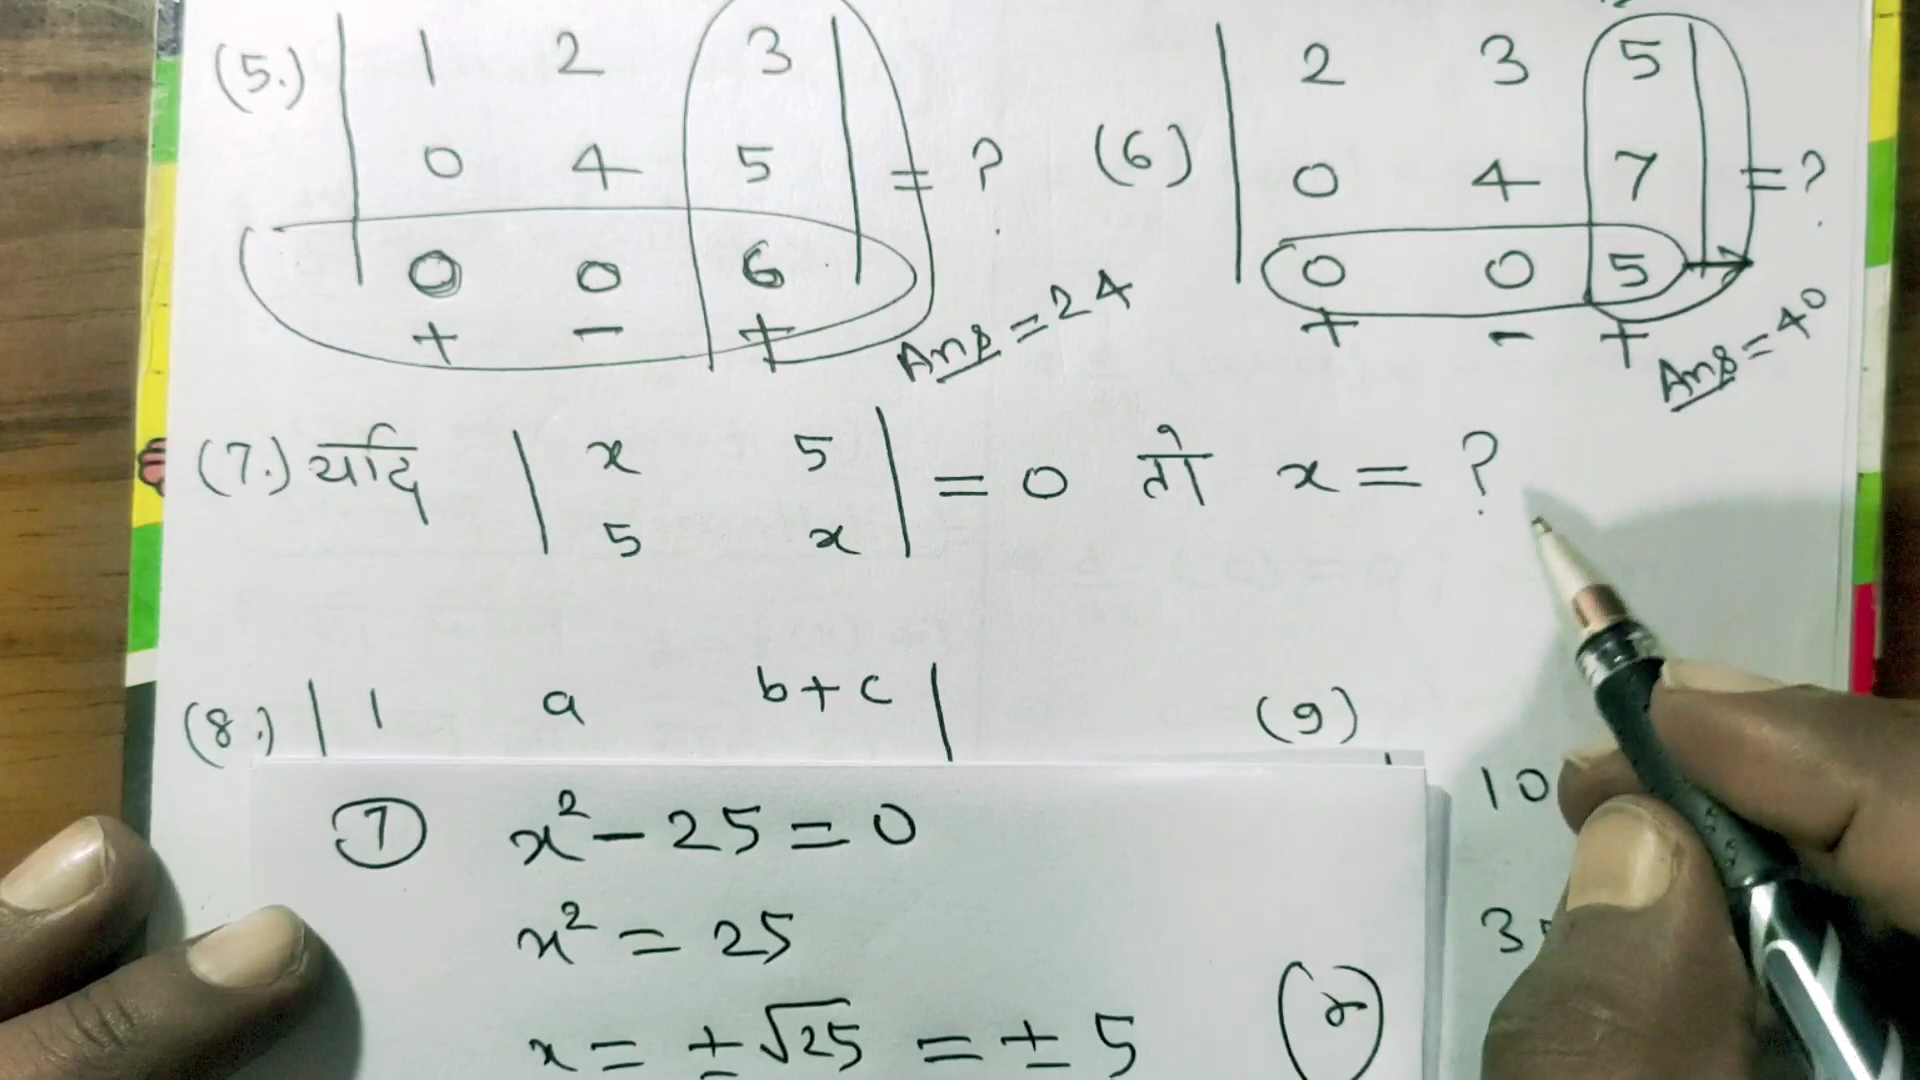 (5.) | 1 2 3 |
| 0 4 5 | = ?
| 0 0 6 |
+ - +
Ans = 24
(6) | 2 3 5 |
| 0 4 7 | = ?
| 0 0 5 |
+ - +
Ans = 40
(7.) यदि | x 5 | = 0 तो x = ?
| 5 x |
(8.) | 1 a b+c |
(9)
10
3
7 x² - 25 = 0
x² = 25
x = ± √25 = ± 5